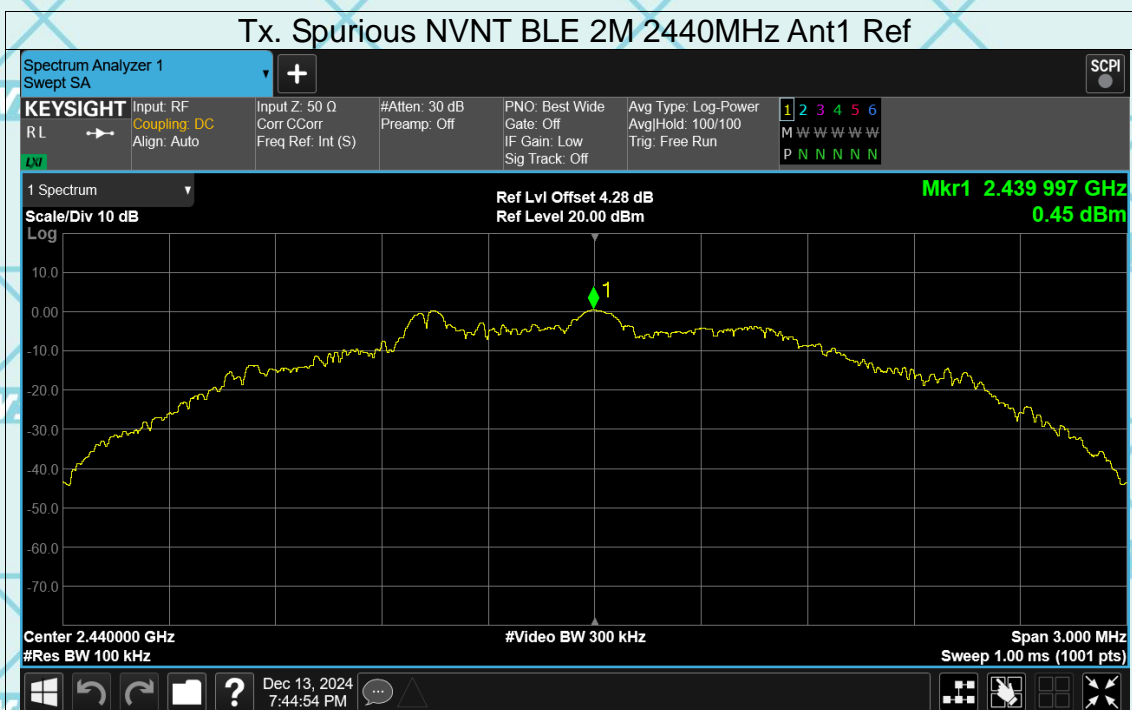 Tx. Spurious NVNT BLE 2M 2440MHz Ant1 Ref
Spectrum Analyzer 1
Swept SA
SCPI
KEYSIGHT
RL
LXI
Input: RF
Coupling: DC
Align: Auto
Input Z: 50 Ω
Corr CCorr
Freq Ref: Int (S)
#Atten: 30 dB
Preamp: Off
PNO: Best Wide
Gate: Off
IF Gain: Low
Sig Track: Off
Avg Type: Log-Power
Avg|Hold: 100/100
Trig: Free Run
1 2 3 4 5 6
M W W W W W
P N N N N N
1 Spectrum
Scale/Div 10 dB
Log
Ref Lvl Offset 4.28 dB
Ref Level 20.00 dBm
Mkr1 2.439 997 GHz
0.45 dBm
10.0
0.00
-10.0
-20.0
-30.0
-40.0
-50.0
-60.0
-70.0
1
Center 2.440000 GHz
#Res BW 100 kHz
#Video BW 300 kHz
Span 3.000 MHz
Sweep 1.00 ms (1001 pts)
?
Dec 13, 2024
7:44:54 PM